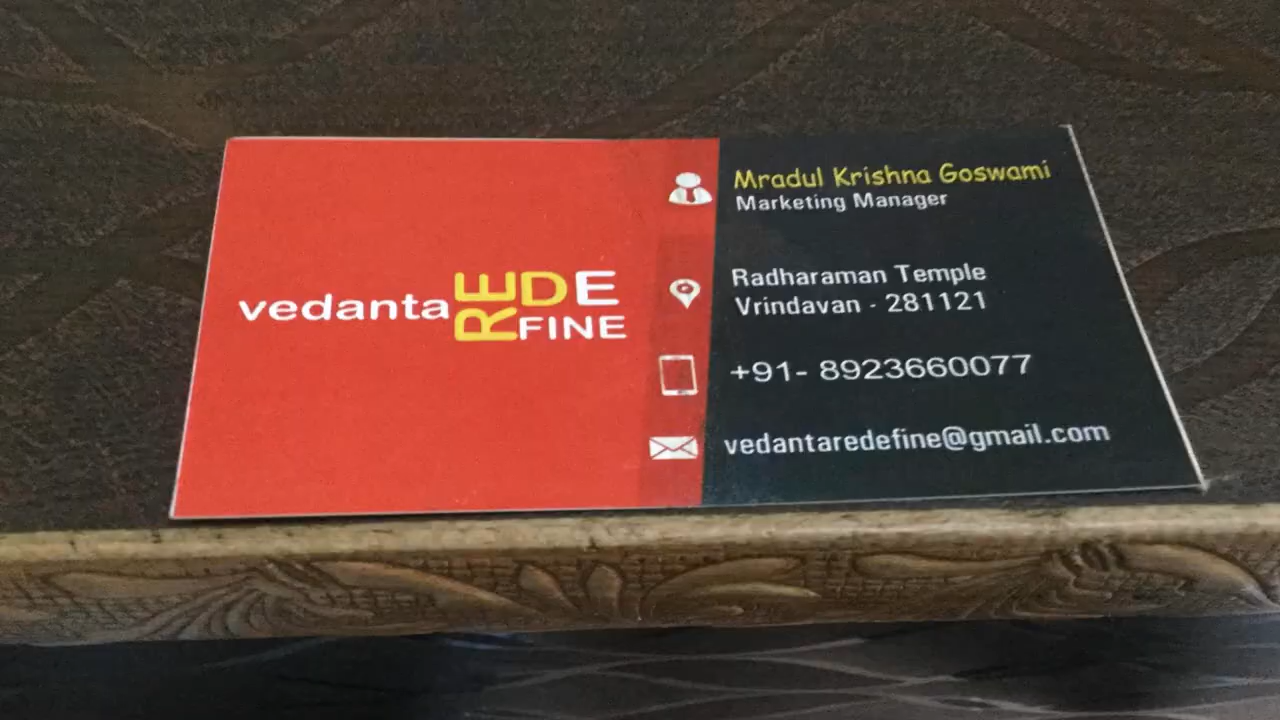 vedanta REDEFINE
Mradul Krishna Goswami
Marketing Manager
Radharaman Temple
Vrindavan - 281121
+91- 8923660077
vedantaredefine@gmail.com